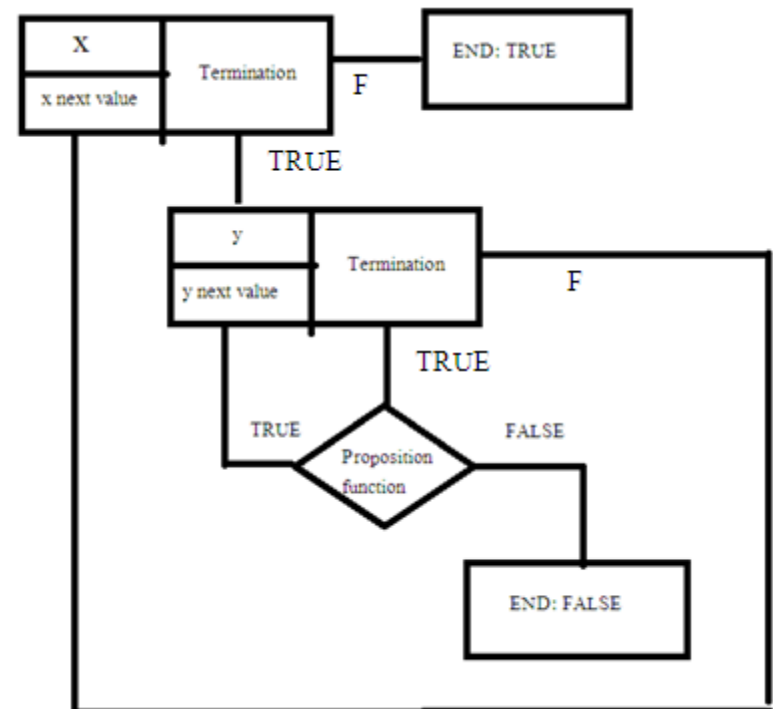 X
Termination
x next value
F
END: TRUE
TRUE
y
Termination
y next value
F
TRUE
TRUE
FALSE
Proposition
function
END: FALSE